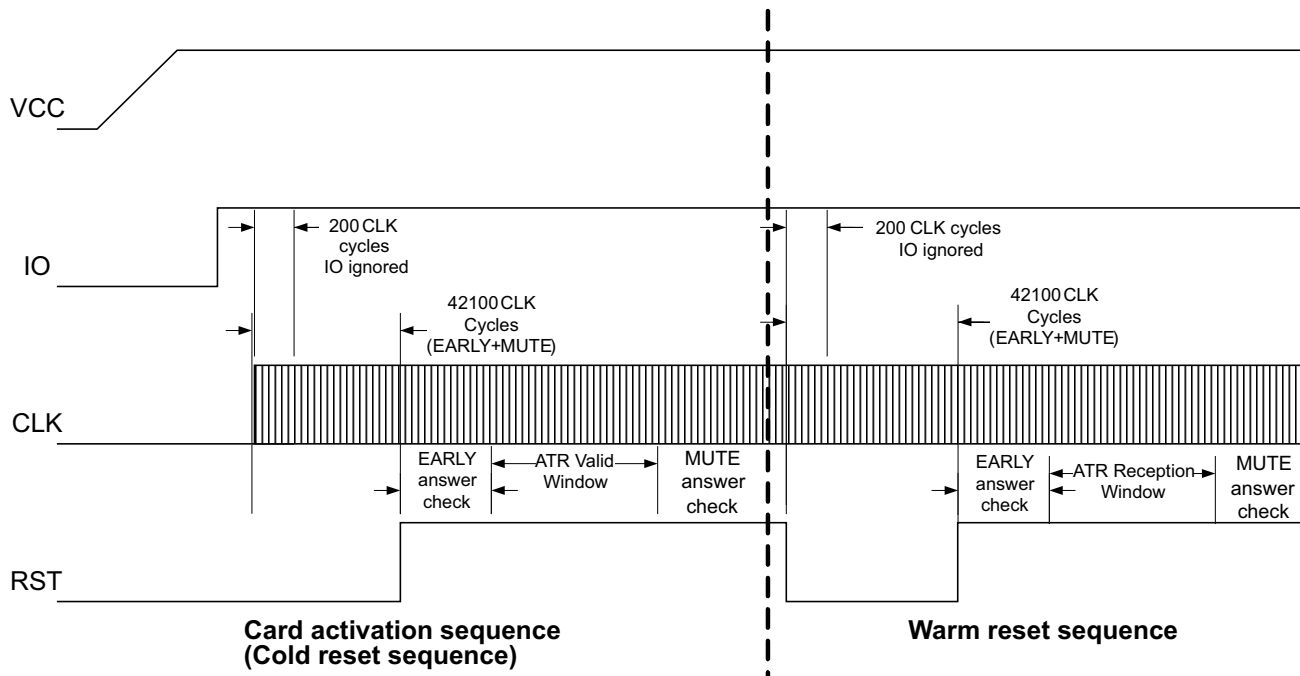 VCC
IO
200 CLK
cycles
IO ignored
200 CLK cycles
IO ignored
42100 CLK
Cycles
(EARLY+MUTE)
42100 CLK
Cycles
(EARLY+MUTE)
CLK
EARLY
answer
check
ATR Valid
Window
MUTE
answer
check
EARLY
answer
check
ATR Reception
Window
MUTE
answer
check
RST
Card activation sequence
(Cold reset sequence)
Warm reset sequence